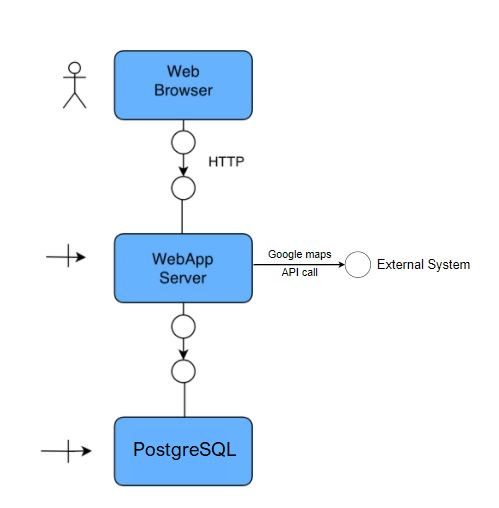 Web
Browser
HTTP
WebApp
Server
Google maps
API call
External System
PostgreSQL